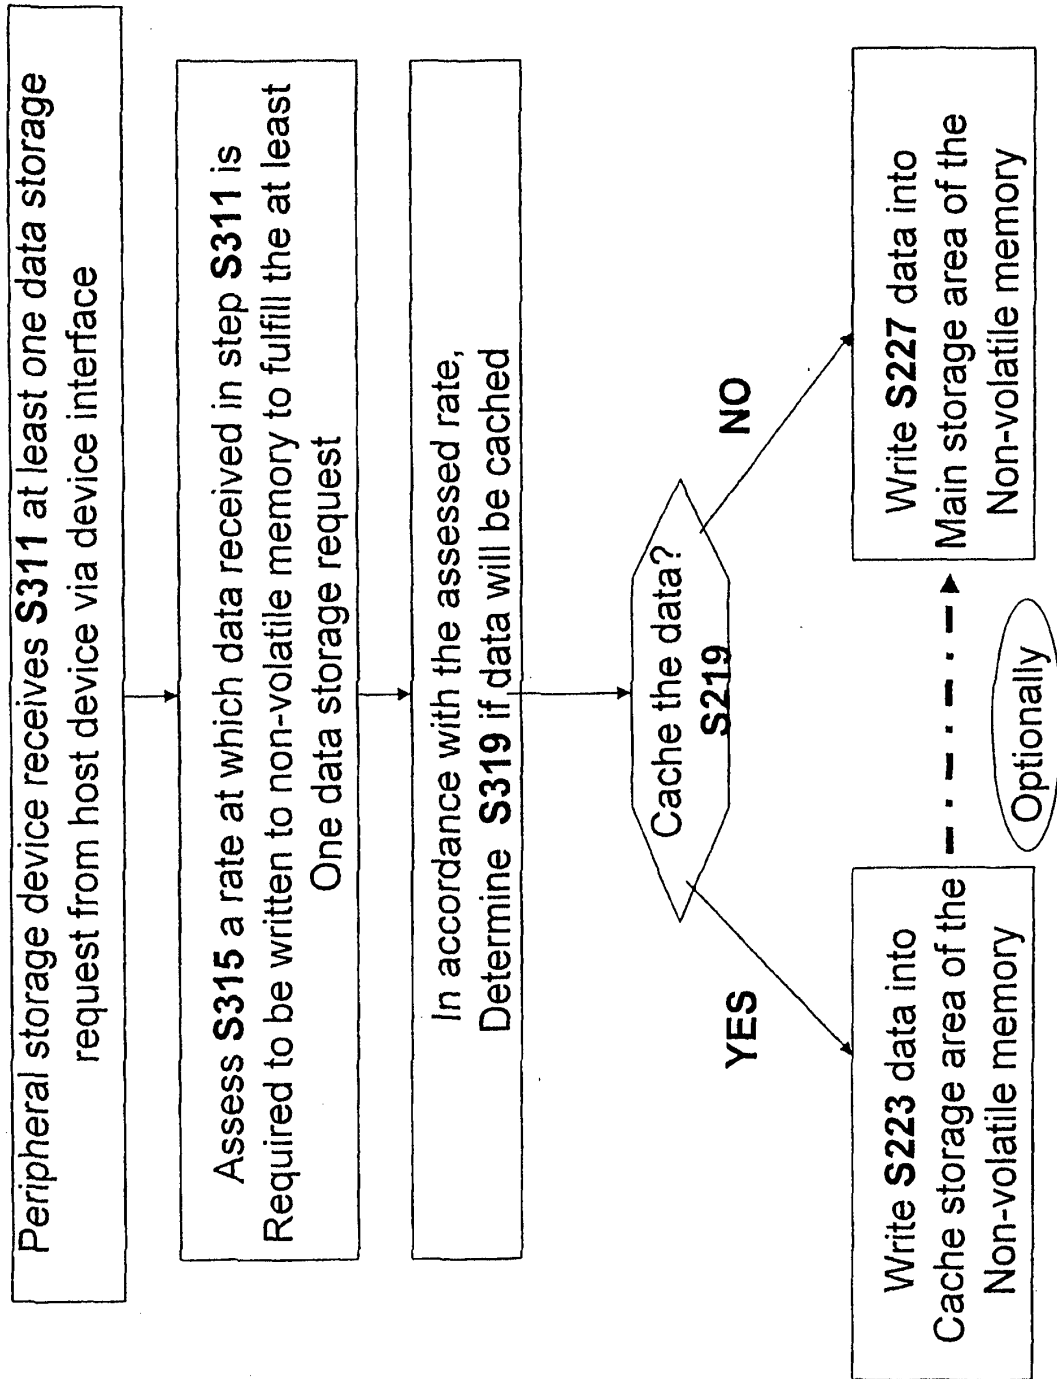 Peripheral storage device receives S311 at least one data storage
request from host device via device interface
Assess S315 a rate at which data received in step S311 is
Required to be written to non-volatile memory to fulfill the at least
One data storage request
In accordance with the assessed rate,
Determine S319 if data will be cached
Cache the data?
S219
YES
NO
Write S223 data into
Cache storage area of the
Non-volatile memory
Optionally
Write S227 data into
Main storage area of the
Non-volatile memory